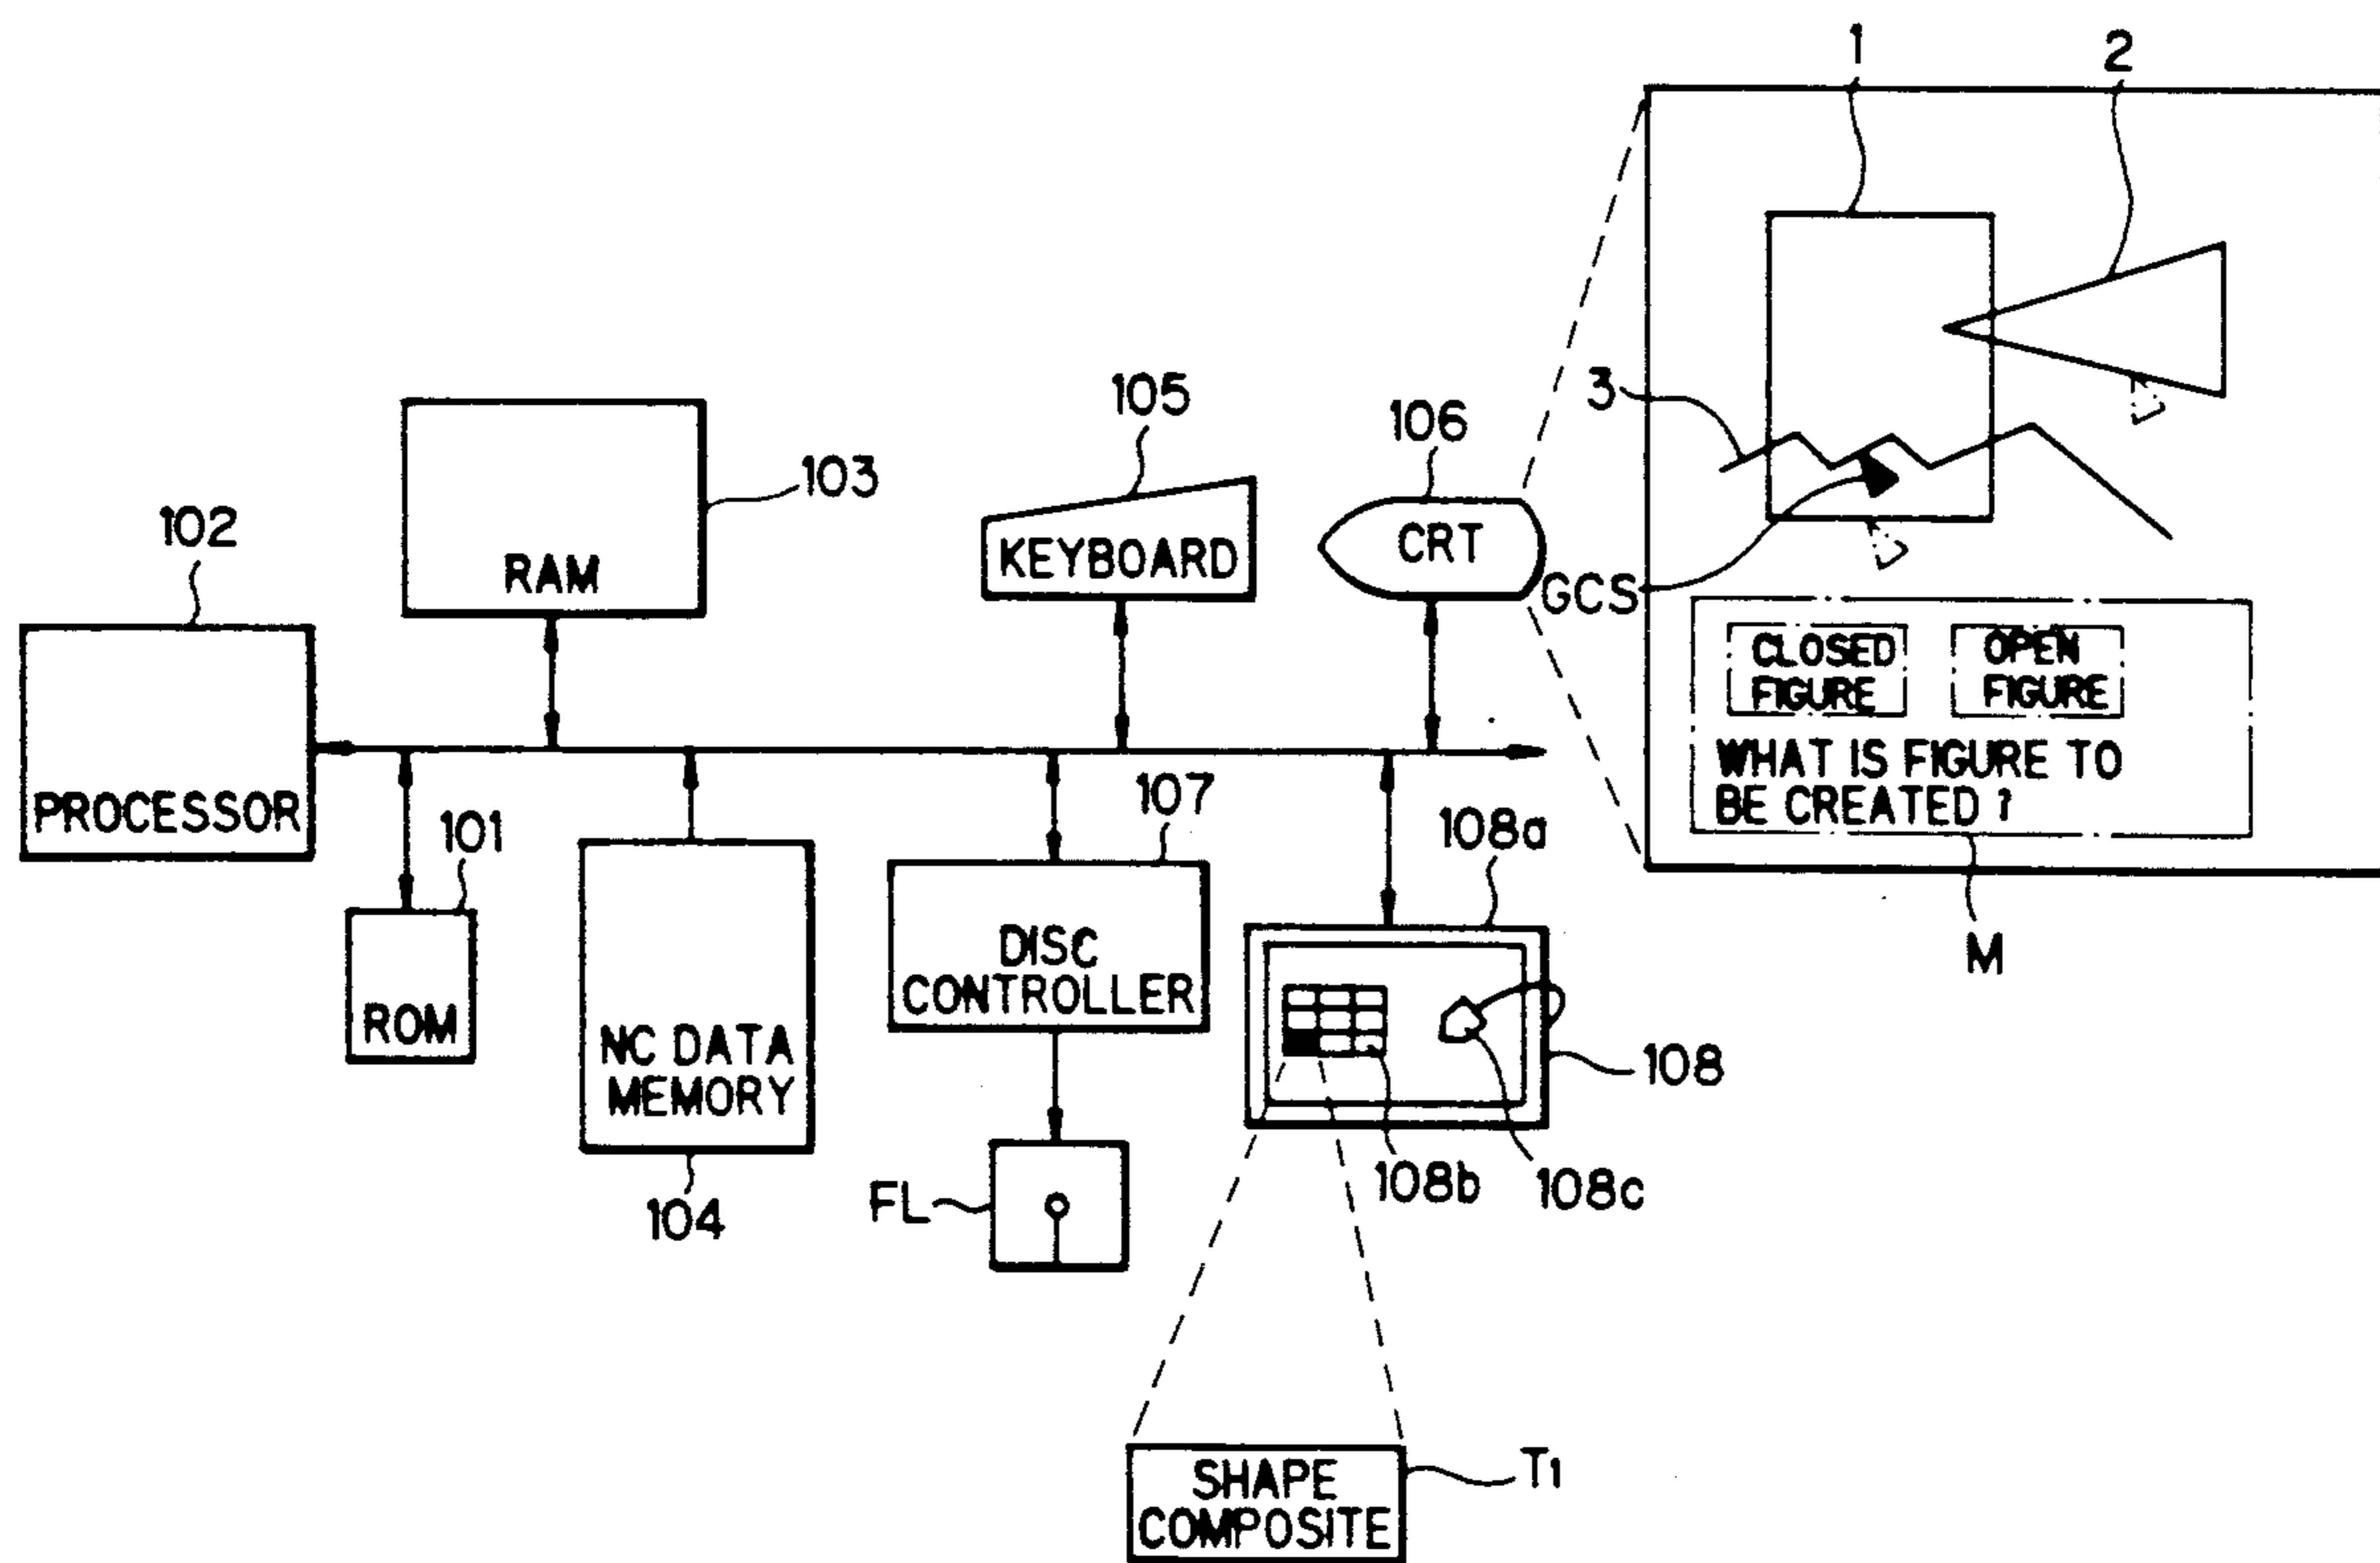 1
2
105
106
3
103
102
RAM
KEYBOARD
CRT
GCS
CLOSED
FIGURE
OPEN
FIGURE
WHAT IS FIGURE TO
BE CREATED ?
PROCESSOR
101
107
108a
M
ROM
NC DATA
MEMORY
DISC
CONTROLLER
108
104
FL
108b
108c
SHAPE
COMPOSITE
T1